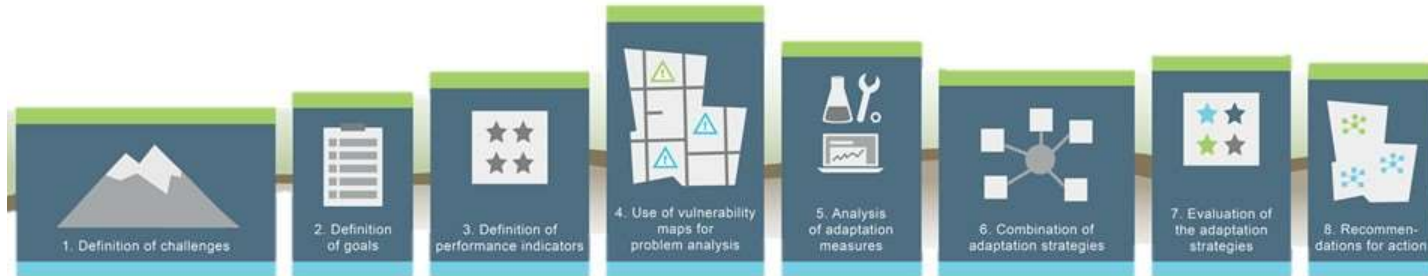 1. Definition of challenges
2. Definition
of goals
3. Definition of
performance indicators
4. Use of vulnerability
maps for
problem analysis
5. Analysis
of adaptation
measures
6. Combination of
adaptation strategies
7. Evaluation of
the adaptation
strategies
8. Recommen-
dations for action